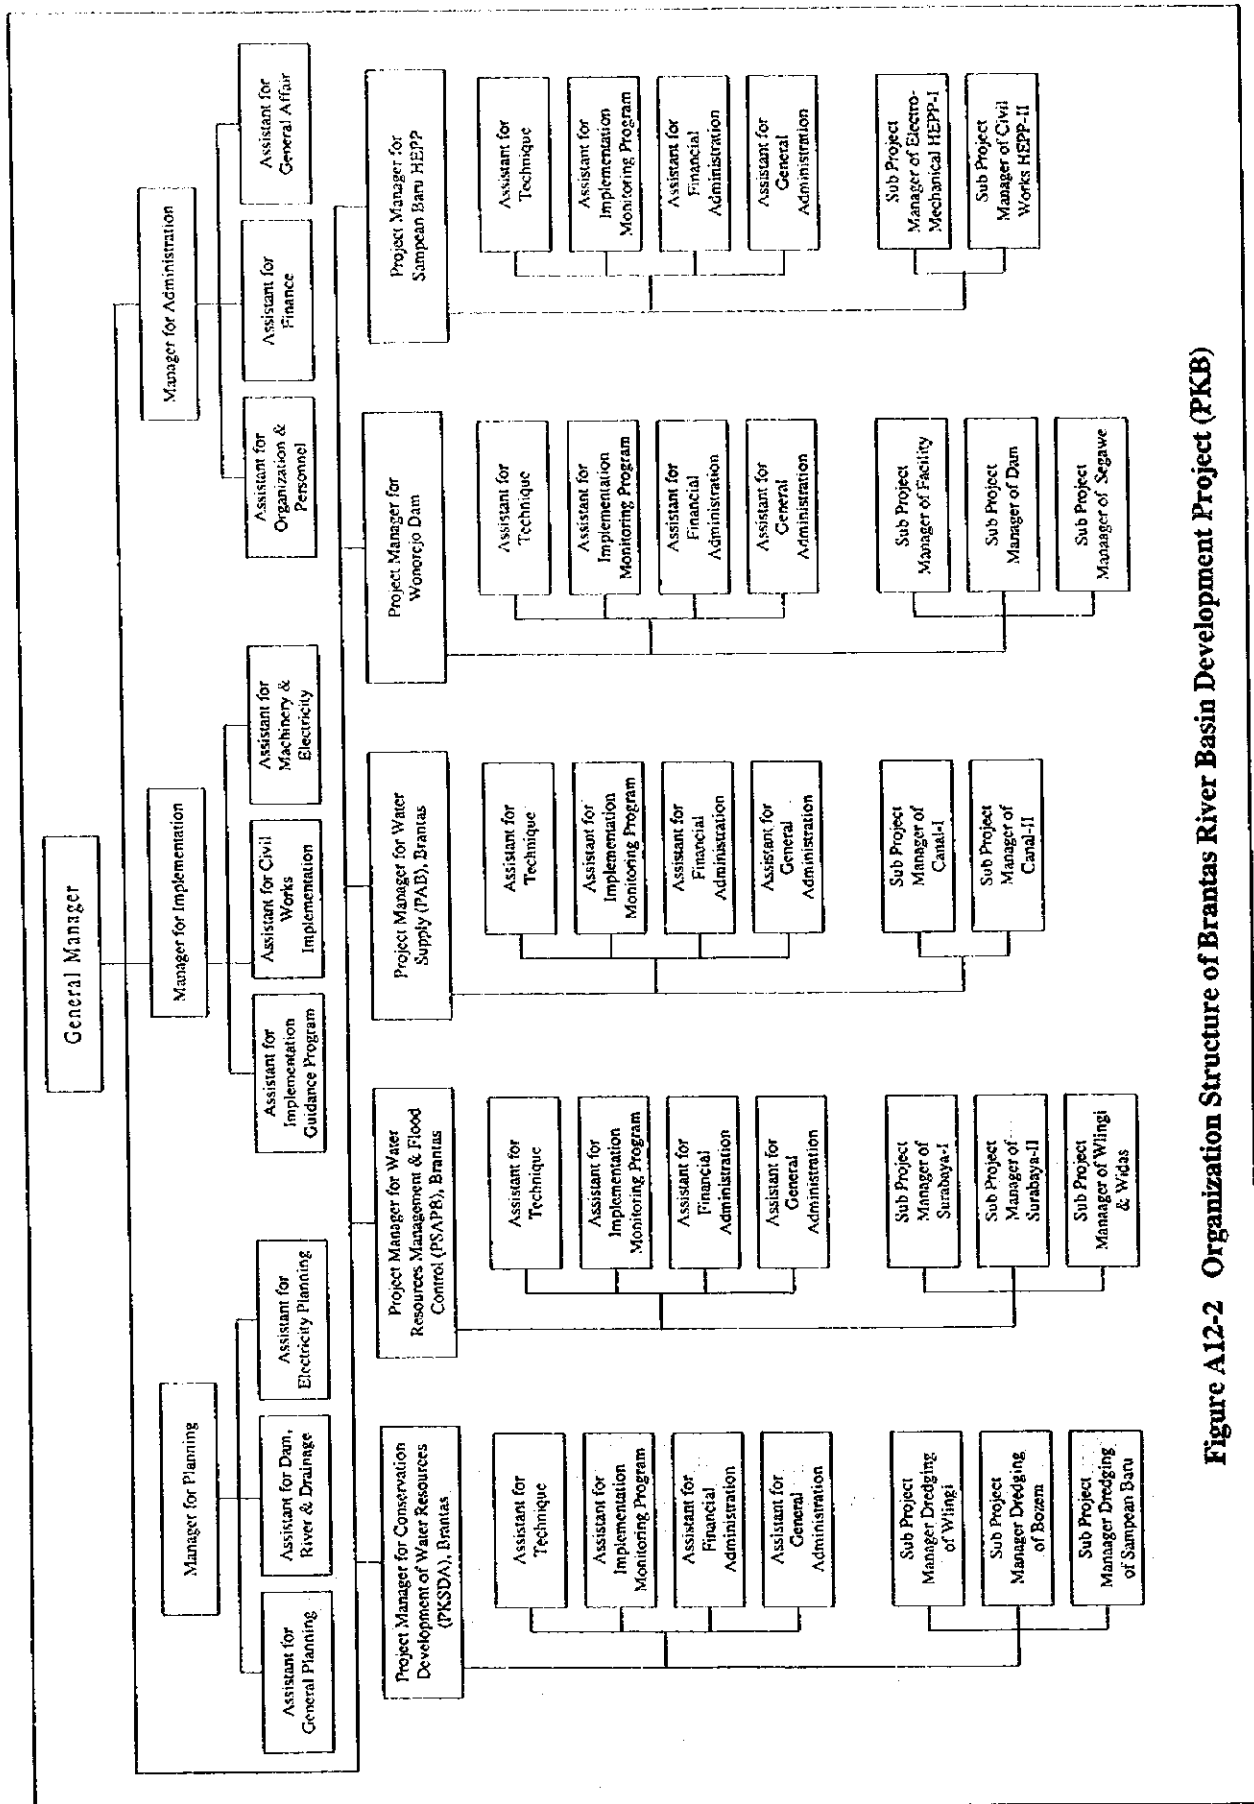 General Manager
Manager for Planning
Manager for Implementation
Manager for Administration
Assistant for
General Planning
Assistant for Dam,
River & Drainage
Assistant for
Electricity Planning
Assistant for
Implementation
Guidance Program
Assistant for Civil
Works
Implementation
Assistant for
Machinery &
Electricity
Assistant for
Organization &
Personnel
Assistant for
Finance
Assistant for
General Affair
Project Manager for Conservation
Development of Water Resources
(PKSDA), Brantas
Project Manager for Water
Resources Management & Flood
Control (PSAPB), Brantas
Project Manager for Water
Supply (PAB), Brantas
Project Manager for
Wonorejo Dam
Project Manager for
Sampean Baru HEPP
Assistant for
Technique
Assistant for
Implementation
Monitoring Program
Assistant for
Financial
Administration
Assistant for
General
Administration
Sub Project
Manager Dredging
of Wlingi
Sub Project
Manager Dredging
of Bozem
Sub Project
Manaager Dredging
of Sampean Baru
Assistant for
Technique
Assistant for
Implementation
Monitoring Program
Assistant for
Financial
Administration
Assistant for
General
Administration
Sub Project
Manager of
Surabaya-I
Sub Project
Manager of
Surabaya-II
Sub Project
Manaager of Wlingi
& Widas
Assistant for
Technique
Assistant for
Implementation
Monitoring Program
Assistant for
Financial
Administration
Assistant for
General
Administration
Sub Project
Manager of
Canal-I
Sub Project
Manager of
Canal-II
Assistant for
Technique
Assistant for
Implementation
Monitoring Program
Assistant for
Financial
Administration
Assistant for
General
Administration
Sub Project
Manager of Facility
Sub Project
Manager of Dam
Sub Project
Manaager of Segawe
Assistant for
Technique
Assistant for
Implementation
Monitoring Program
Assistant for
Financial
Administration
Assistant for
General
Administration
Sub Project
Manager of Electro-
Mechanical HEPP-I
Sub Project
Manager of Civil
Works HEPP-II
Figure A12-2 Organization Structure of Brantas River Basin Development Project (PKB)